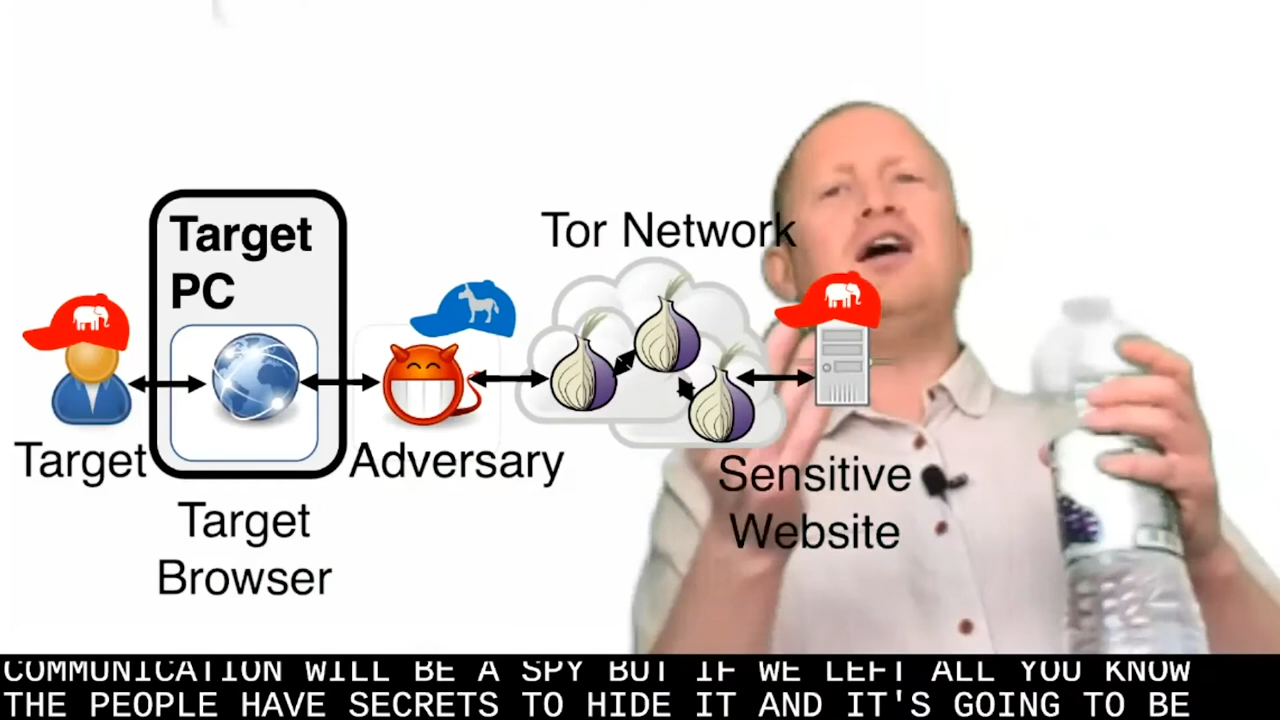 Tor Network
Target
PC
Target
Adversary
Sensitive
Website
Target
Browser
COMMUNICATION WILL BE A SPY BUT IF WE LEFT ALL YOU KNOW
THE PEOPLE HAVE SECRETS TO HIDE IT AND IT'S GOING TO BE